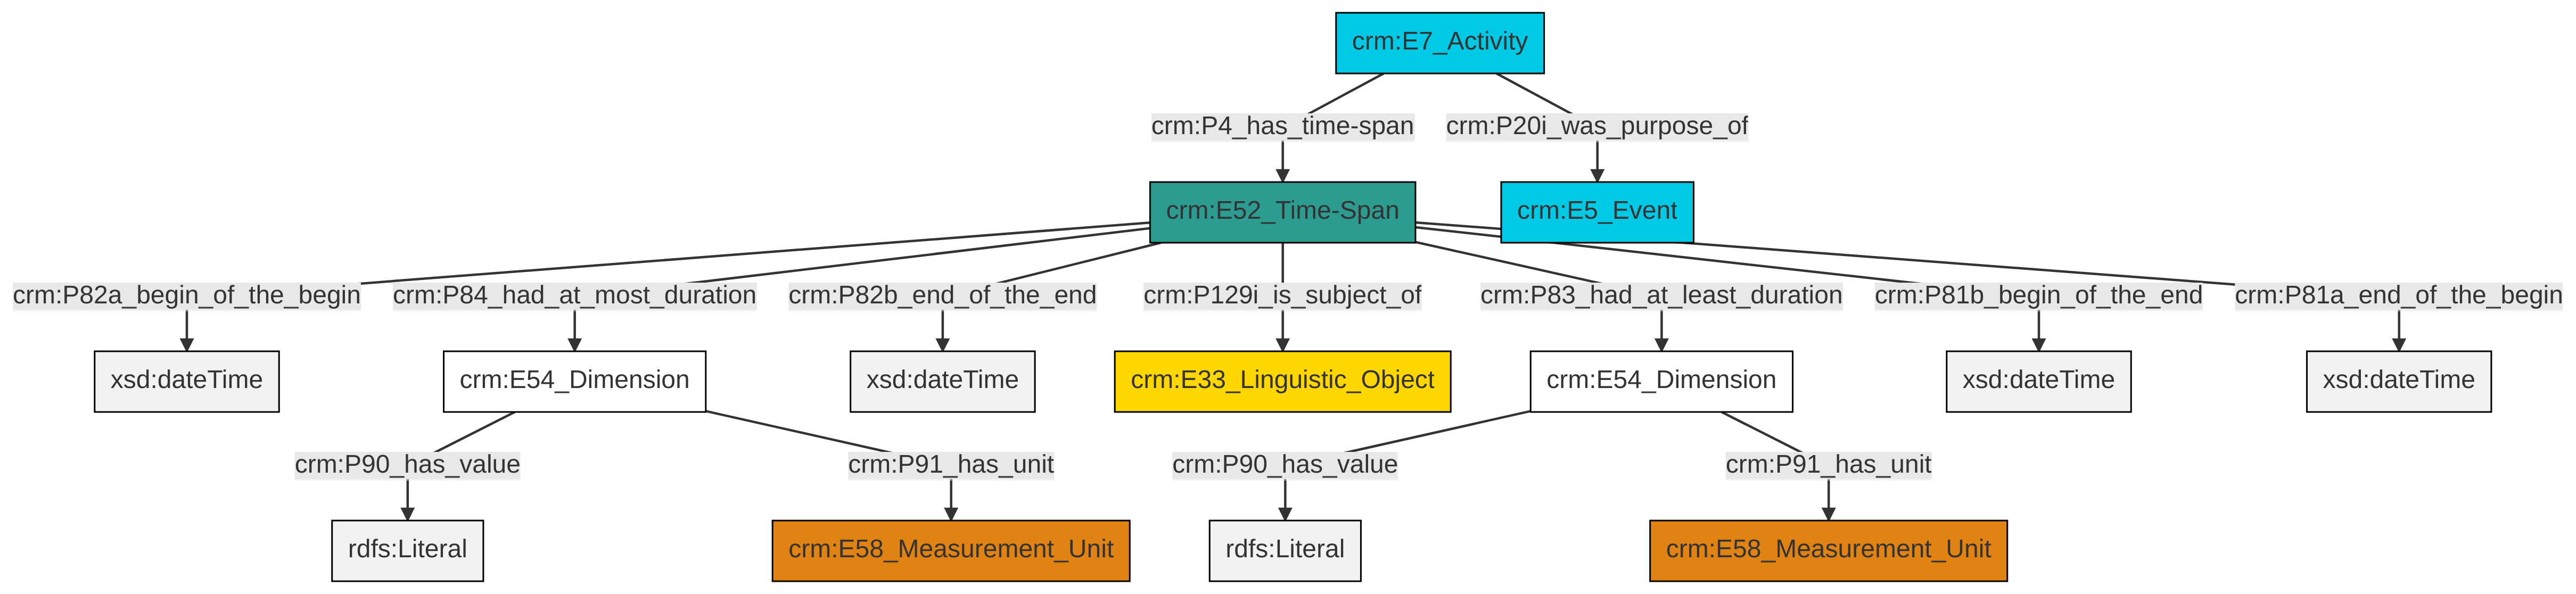 crm:E7_Activity
crm:P4_has_time-span
crm:P20i_was_purpose_of
crm:E52_Time-Span
crm:E5_Event
crm:P82a_begin_of_the_begin
crm:P84_had_at_most_duration
crm:P82b_end_of_the_end
crm:P129i_is_subject_of
crm:P83_had_at_least_duration
crm:P81b_begin_of_the_end
crm:P81a_end_of_the_begin
xsd:dateTime
crm:E54_Dimension
xsd:dateTime
crm:E33_Linguistic_Object
crm:E54_Dimension
xsd:dateTime
xsd:dateTime
crm:P90_has_value
crm:P91_has_unit
crm:P90_has_value
crm:P91_has_unit
rdfs:Literal
crm:E58_Measurement_Unit
rdfs:Literal
crm:E58_Measurement_Unit